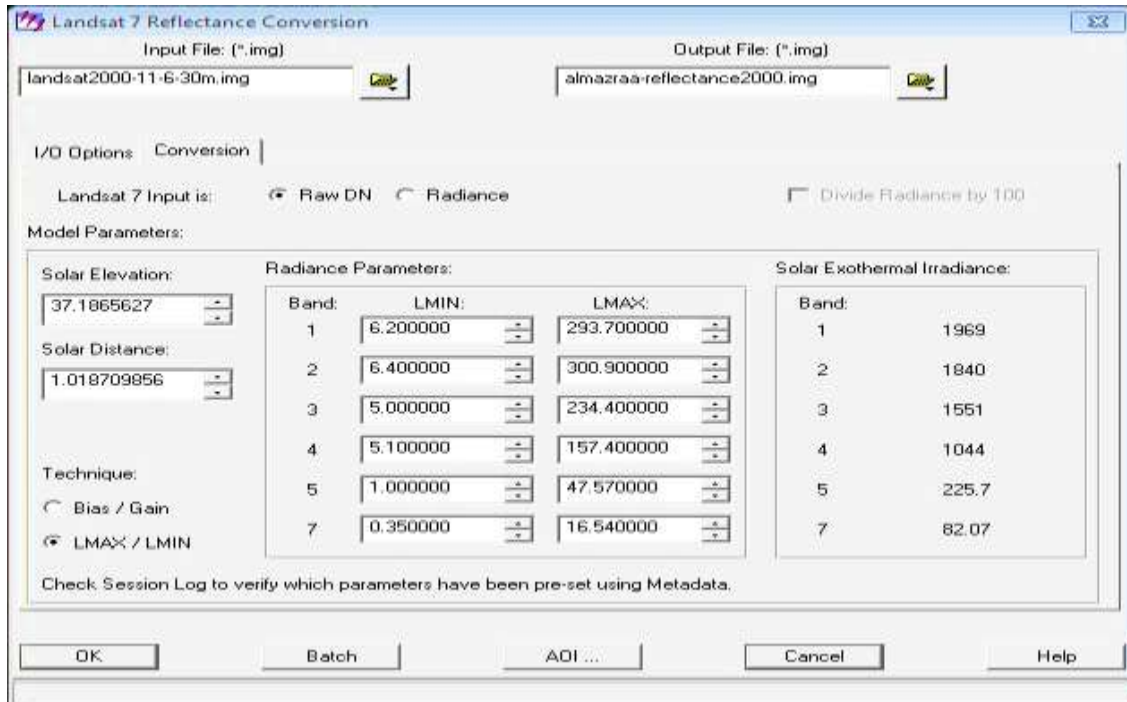 Landsat 7 Reflectance Conversion
Input File: (*.img) Output File: (*.img)
landsat2000-11-6-30m.img almazraa-reflectance2000.img
I/O Options Conversion
Landsat 7 Input is: Raw DN Radiance Divide Radiance by 100
Model Parameters:
Solar Elevation: Radiance Parameters: Solar Exothermal Irradiance:
37.1865627 Band: LMIN: LMAX: Band:
1 6.200000 293.700000 1 1969
Solar Distance:
1.018709856 2 6.400000 300.900000 2 1840
3 5.000000 234.400000 3 1551
4 5.100000 157.400000 4 1044
Technique:
5 1.000000 47.570000 5 225.7
Bias / Gain
7 0.350000 16.540000 7 82.07
LMAX / LMIN
Check Session Log to verify which parameters have been pre-set using Metadata.
OK Batch AOI ... Cancel Help